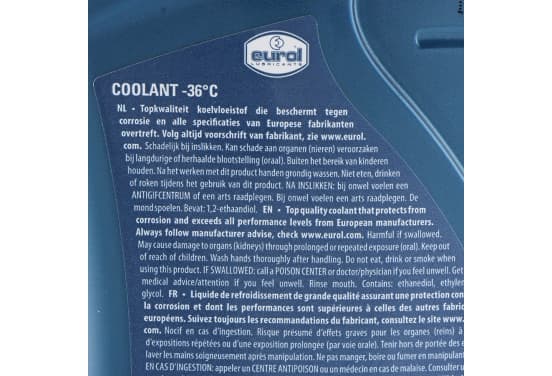 eurol
LUBRICANTS
COOLANT -36°C
NL • Topkwaliteit koelvloeistof die beschermt tegen
corrosie en alle specificaties van Europese fabrikanten
overtreft. Volg altijd voorschrift van fabrikant, zie www.eurol.
com. Schadelijk bij inslikken. Kan schade aan organen (nieren) veroorzaken
bij langdurige of herhaalde blootstelling (oraal). Buiten het bereik van kinderen
houden. Na het werken met dit product handen grondig wassen. Niet eten, drinken
of roken tijdens het gebruik van dit product. NA INSLIKKEN: bij onwel voelen een
ANTIGIFCENTRUM of een arts raadplegen. Bij onwel voelen een arts raadplegen. De
mond spoelen. Bevat: 1,2-ethaandiol. EN • Top quality coolant that protects from
corrosion and exceeds all performance levels from European manufacturers.
Always follow manufacturer advise, check www.eurol.com. Harmful if swallowed.
May cause damage to organs (kidneys) through prolonged or repeated exposure (oral). Keep out
of reach of children. Wash hands thoroughly after handling. Do not eat, drink or smoke when
using this product. IF SWALLOWED: call a POISON CENTER or doctor/physician if you feel unwell. Get
medical advice/attention if you feel unwell. Rinse mouth. Contains: ethanediol, ethylen
glycol. FR • Liquide de refroidissement de grande qualité assurant une protection con
la corrosion et dont les performances sont supérieures à celles des autres fabric
européens. Suivez toujours les recommandations du fabricant, consultez le site www
com. Nocif en cas d'ingestion. Risque présumé d'effets graves pour les organes (reins) à
d'expositions répétées ou d'une exposition prolongée (par voie orale). Tenir hors de portée des e
laver les mains soigneusement après manipulation. Ne pas manger, boire ou fumer en manipulant
EN CAS D'INGESTION: appeler un CENTRE ANTIPOISON ou un médecin en cas de malaise. Consulter